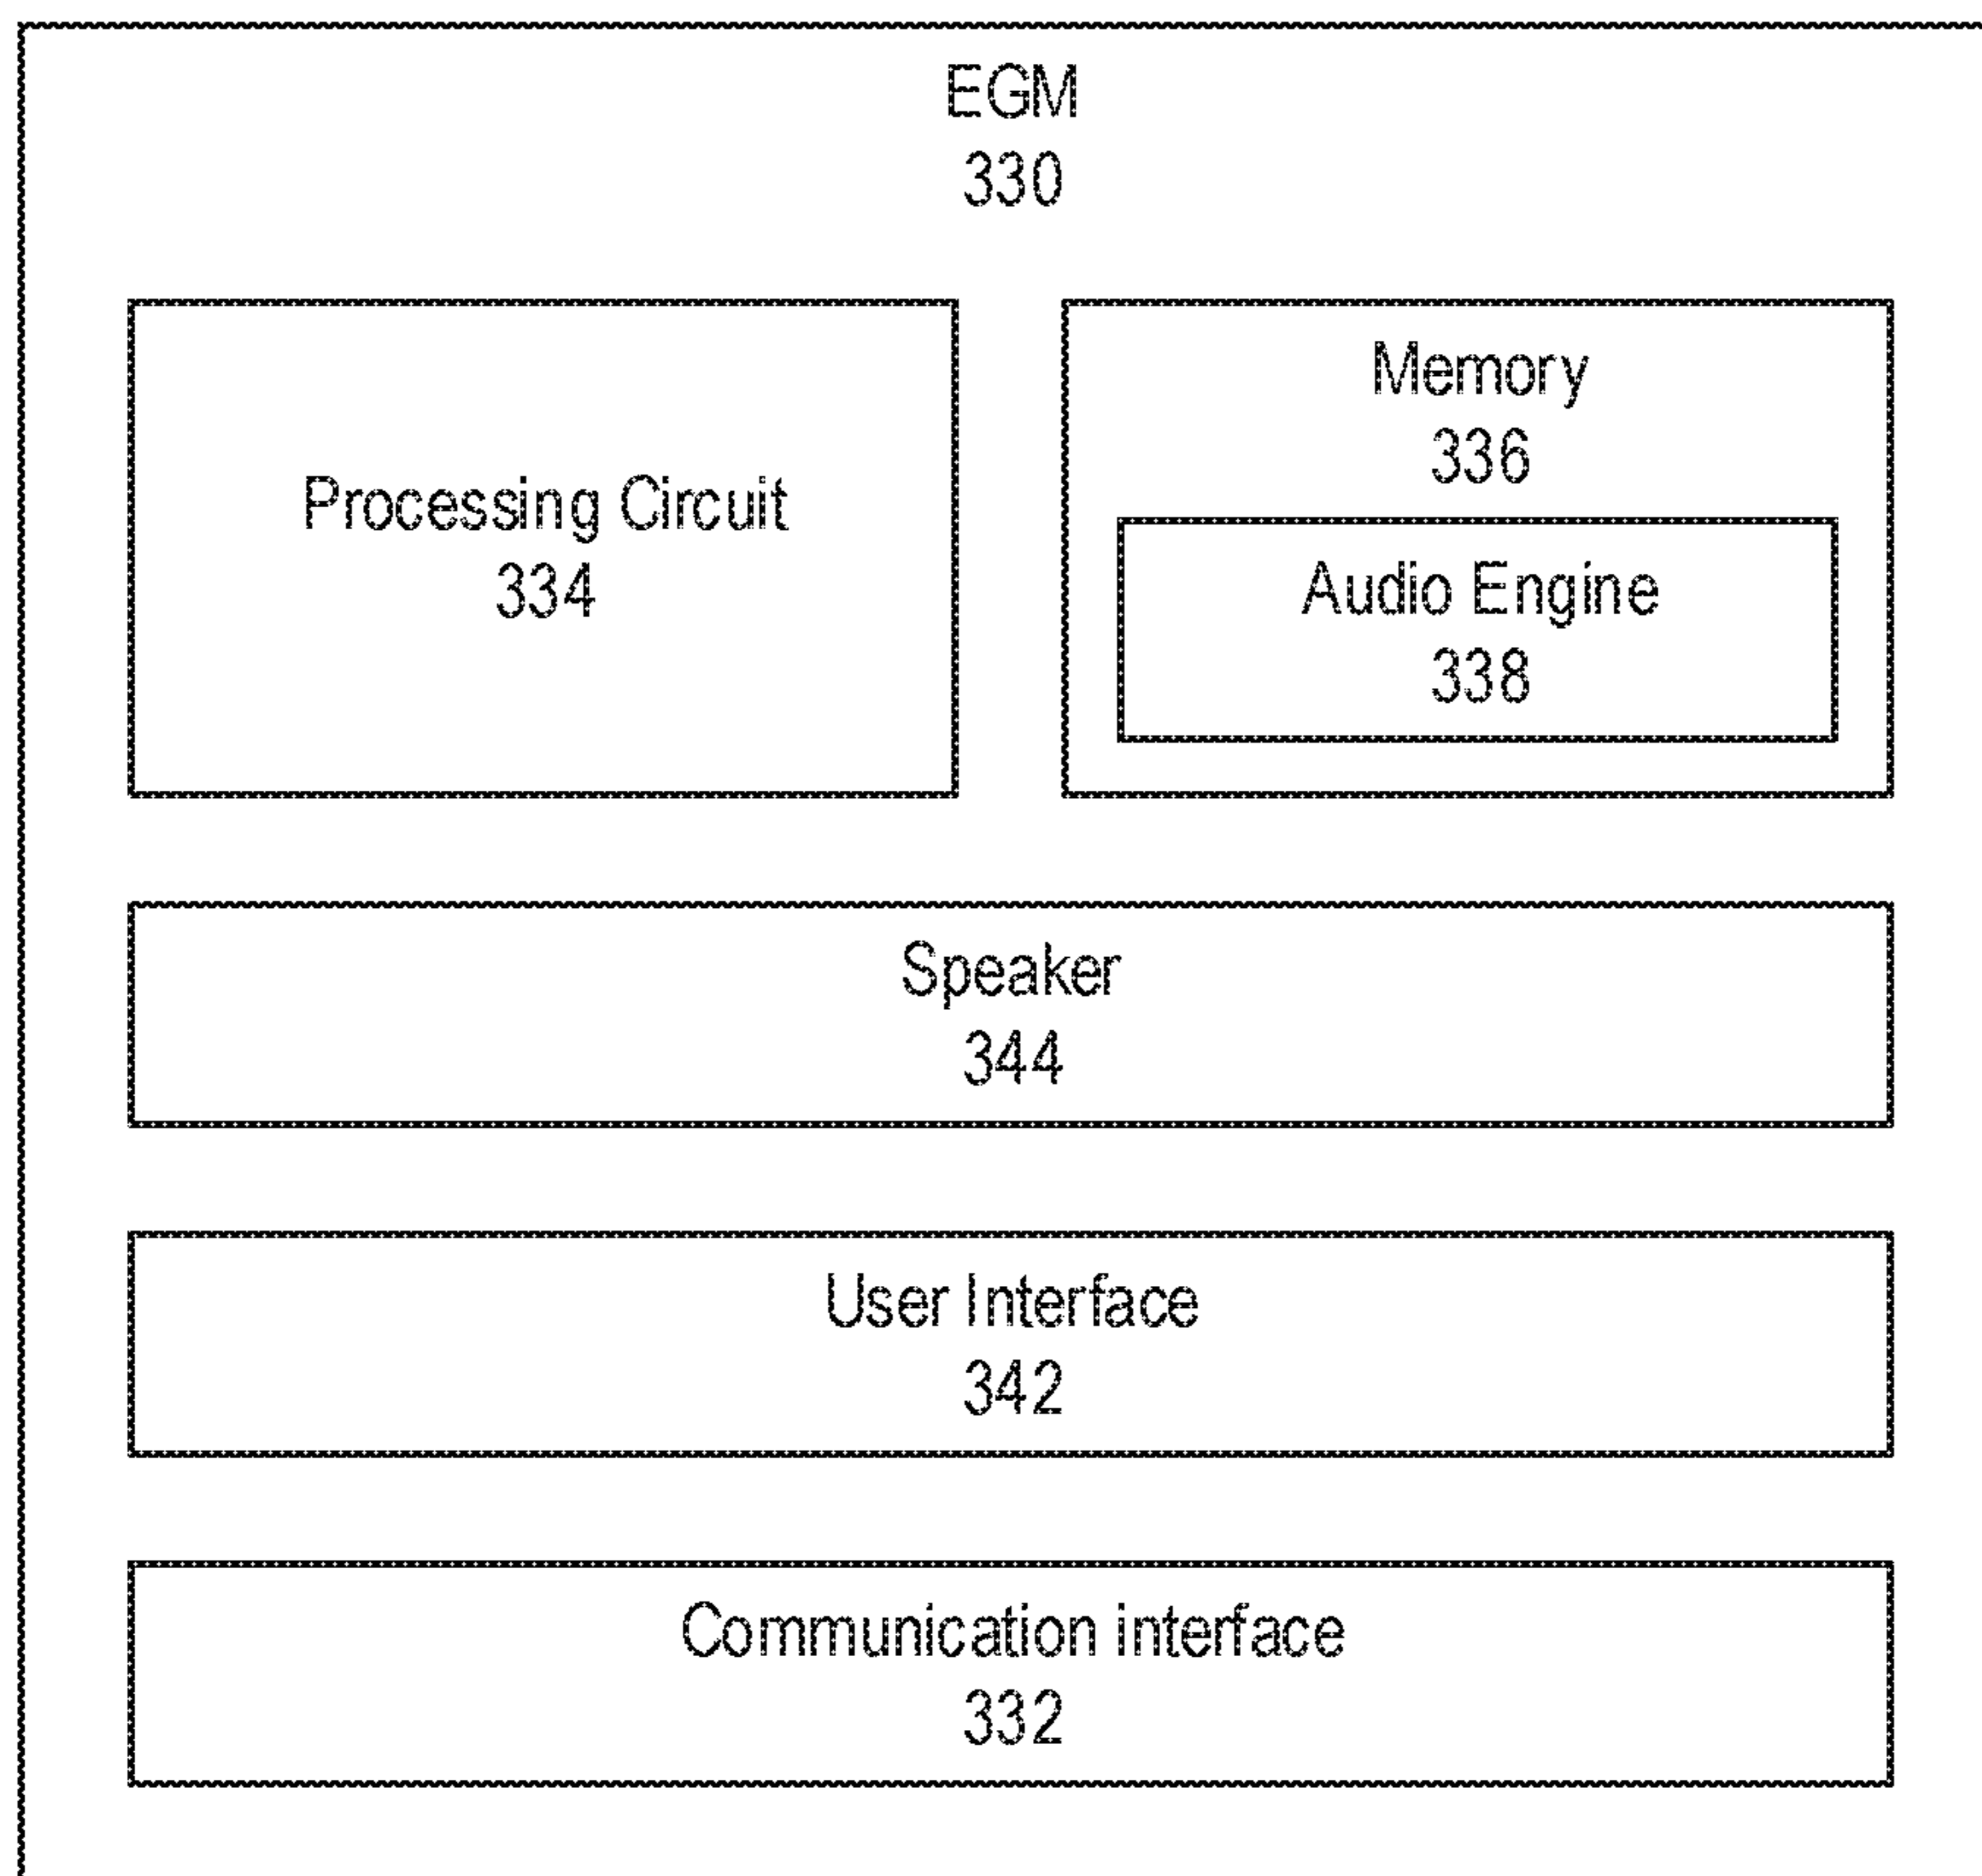 EGM
330
Processing Circuit
334
Memory
336
Audio Engine
338
Speaker
344
User Interface
342
Communication interface
332